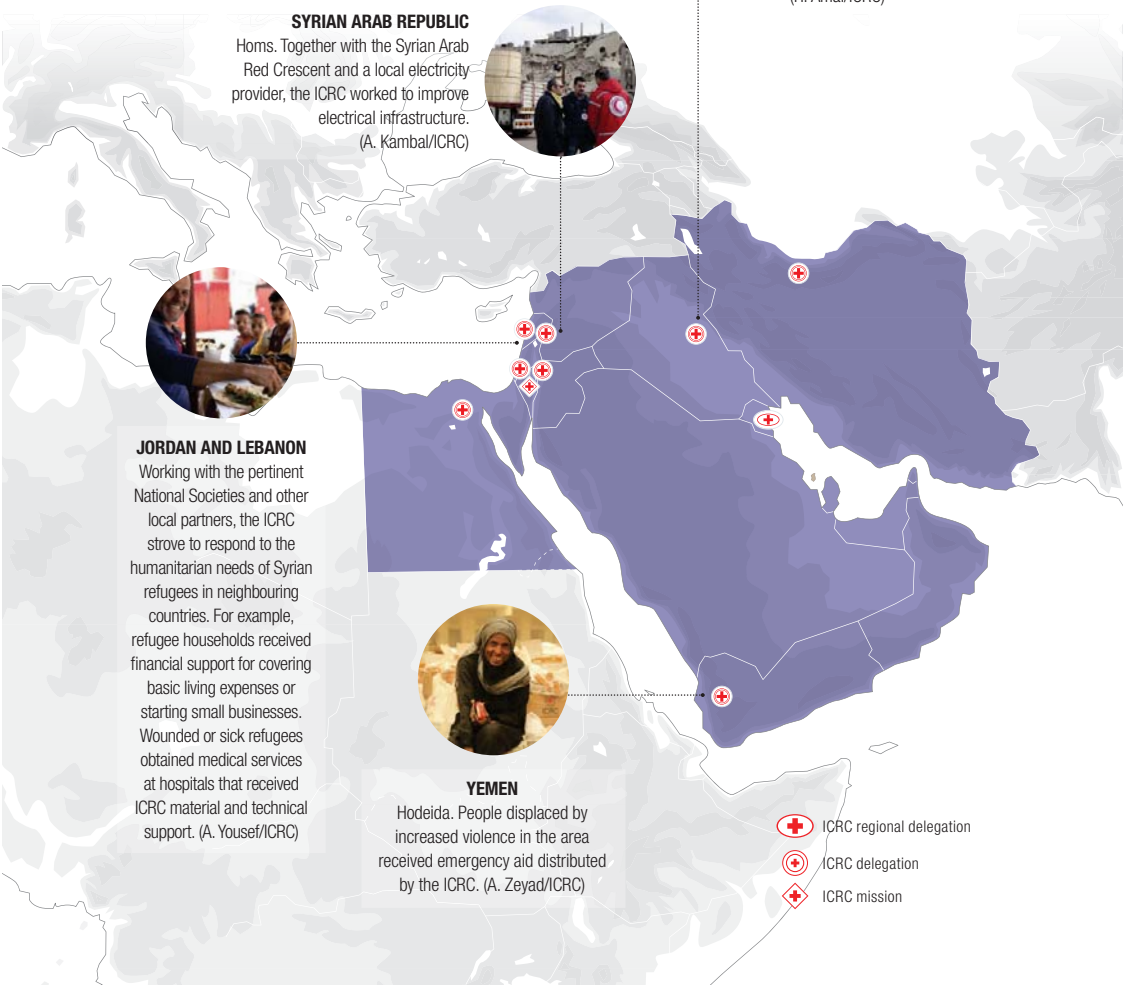 SYRIAN ARAB REPUBLIC
Homs. Together with the Syrian Arab
Red Crescent and a local electricity
provider, the ICRC worked to improve
electrical infrastructure.
(A. Kambal/ICRC)
JORDAN AND LEBANON
Working with the pertinent
National Societies and other
local partners, the ICRC
strove to respond to the
humanitarian needs of Syrian
refugees in neighbouring
countries. For example,
refugee households received
financial support for covering
basic living expenses or
starting small businesses.
Wounded or sick refugees
obtained medical services
at hospitals that received
ICRC material and technical
support. (A. Yousef/ICRC)
YEMEN
Hodeida. People displaced by
increased violence in the area
received emergency aid distributed
by the ICRC. (A. Zeyad/ICRC)
ICRC regional delegation
ICRC delegation
ICRC mission